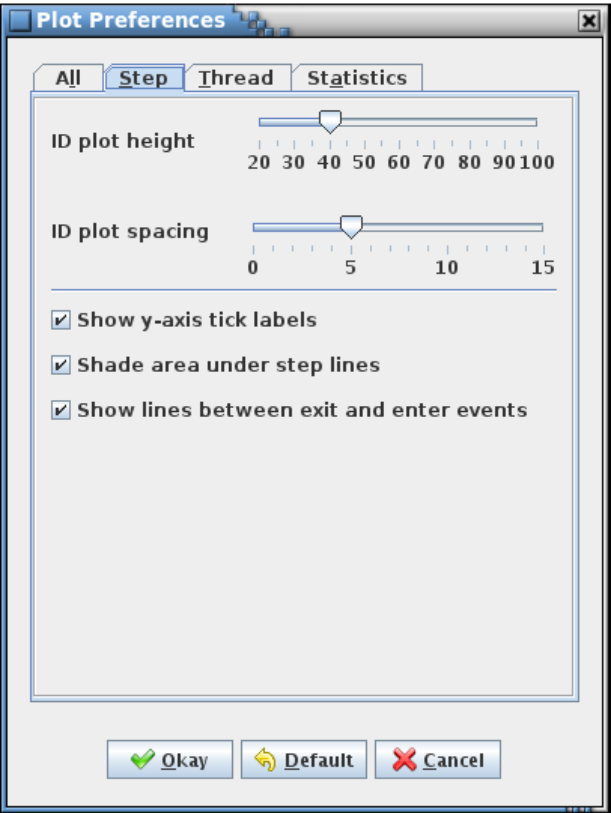 Plot Preferences
All Step Thread Statistics
ID plot height
20 30 40 50 60 70 80 90 100
ID plot spacing
0 5 10 15
Show y-axis tick labels
Shade area under step lines
Show lines between exit and enter events
Okay Default Cancel